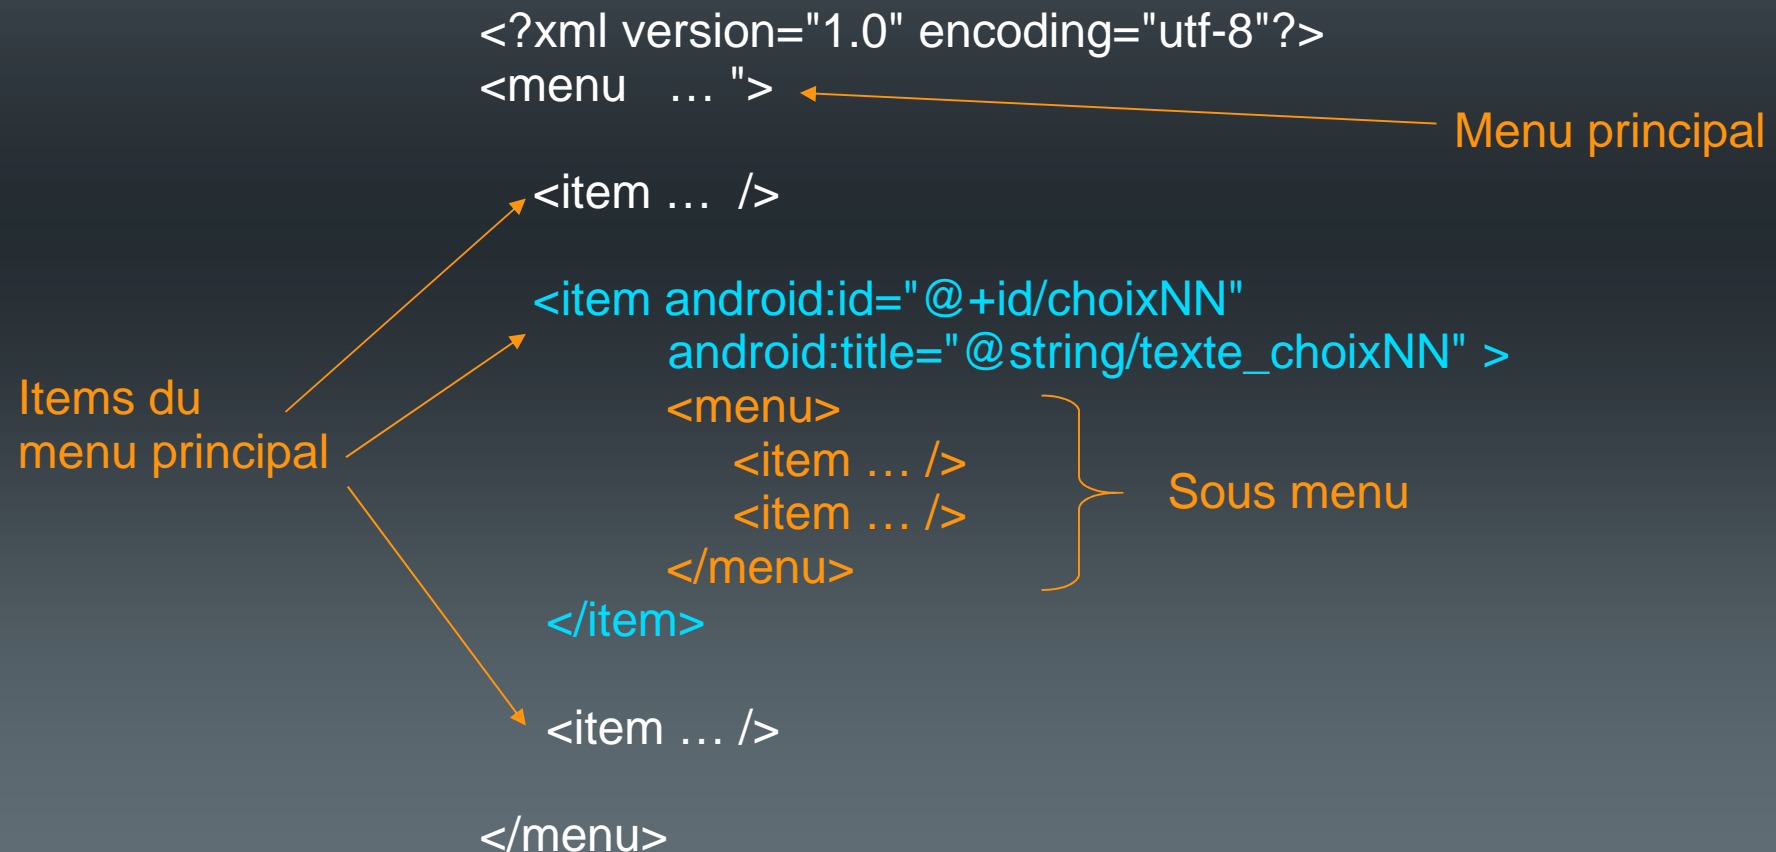 <?xml version="1.0" encoding="utf-8"?>
<menu … ">
Menu principal
<item … />
<item android:id="@+id/choixNN"
android:title="@string/texte_choixNN" >
Items du
menu principal
<menu>
<item … />
<item … />
</menu>
Sous menu
</item>
<item … />
</menu>